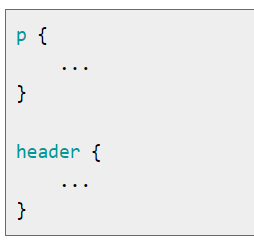 p {
    ...
}

header {
    ...
}